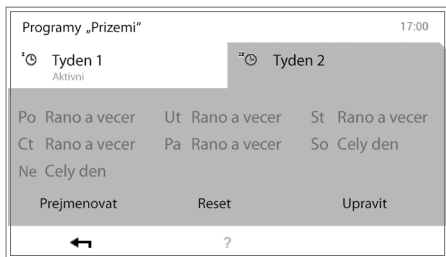 Programy „Prizemi“ 17:00
I Tyden 1 II Tyden 2
Aktivni
Po Rano a vecer Ut Rano a vecer St Rano a vecer
Ct Rano a vecer Pa Rano a vecer So Cely den
Ne Cely den
Prejmenovat Reset Upravit
?